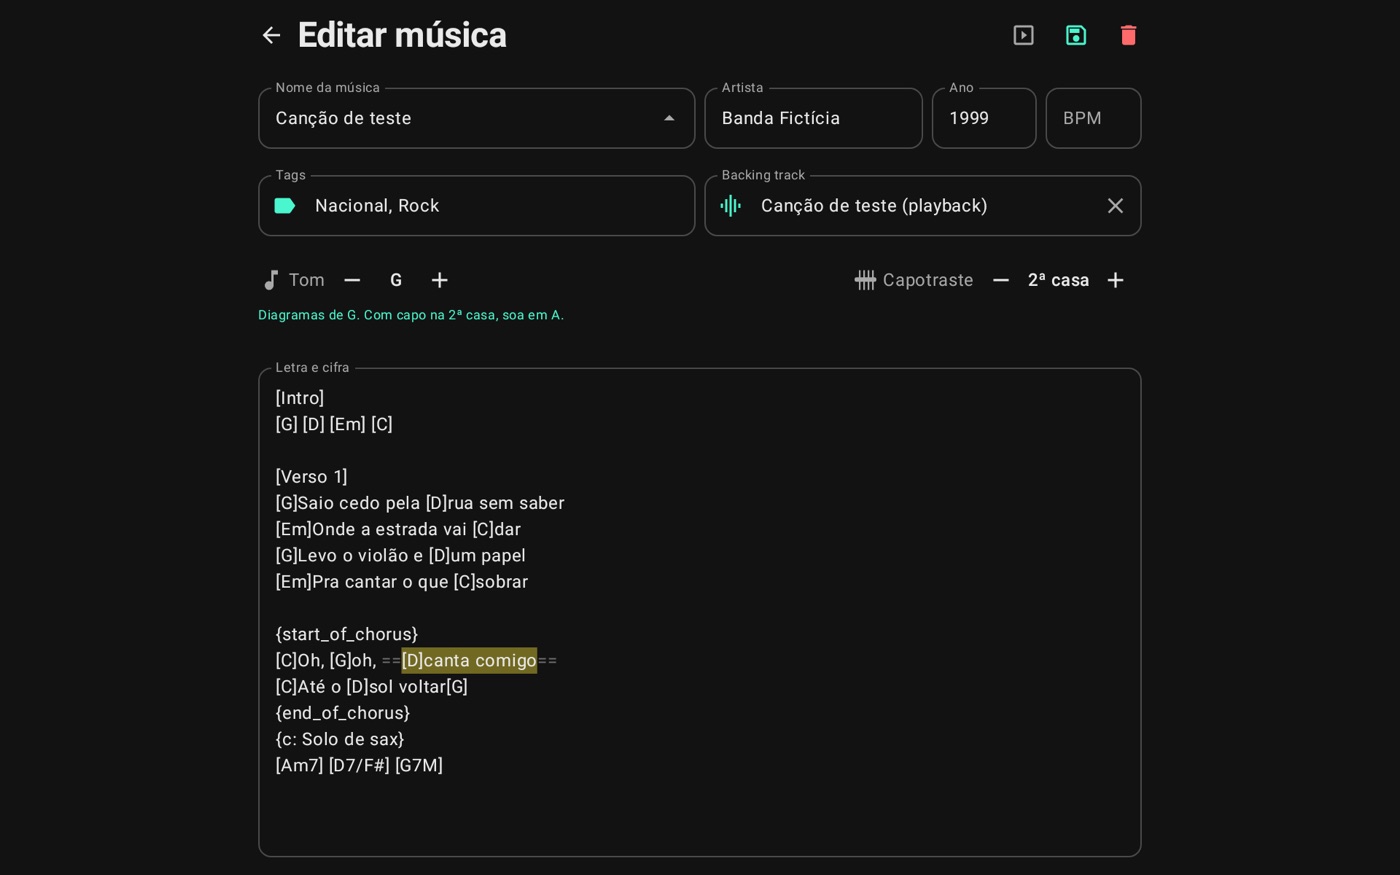 Editar música
Nome da música
Canção de teste
Artista
Banda Fictícia
Ano
1999
BPM
Tags
Nacional, Rock
Backing track
Canção de teste (playback)
Tom
G
Capotraste
2ª casa
Diagramas de G. Com capo na 2ª casa, soa em A.
Letra e cifra
[Intro]
[G] [D] [Em] [C]

[Verso 1]
[G]Saio cedo pela [D]rua sem saber
[Em]Onde a estrada vai [C]dar
[G]Levo o violão e [D]um papel
[Em]Pra cantar o que [C]sobrar

{start_of_chorus}
[C]Oh, [G]oh, ==[D]canta comigo==
[C]Até o [D]sol voltar[G]
{end_of_chorus}
{c: Solo de sax}
[Am7] [D7/F#] [G7M]